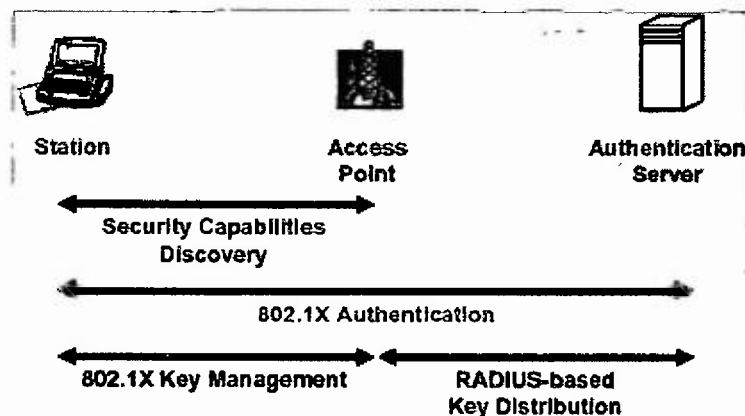 Station
Access
Point
Authentication
Server
Security Capabilities
Discovery
802.1X Authentication
802.1X Key Management
RADIUS-based
Key Distribution